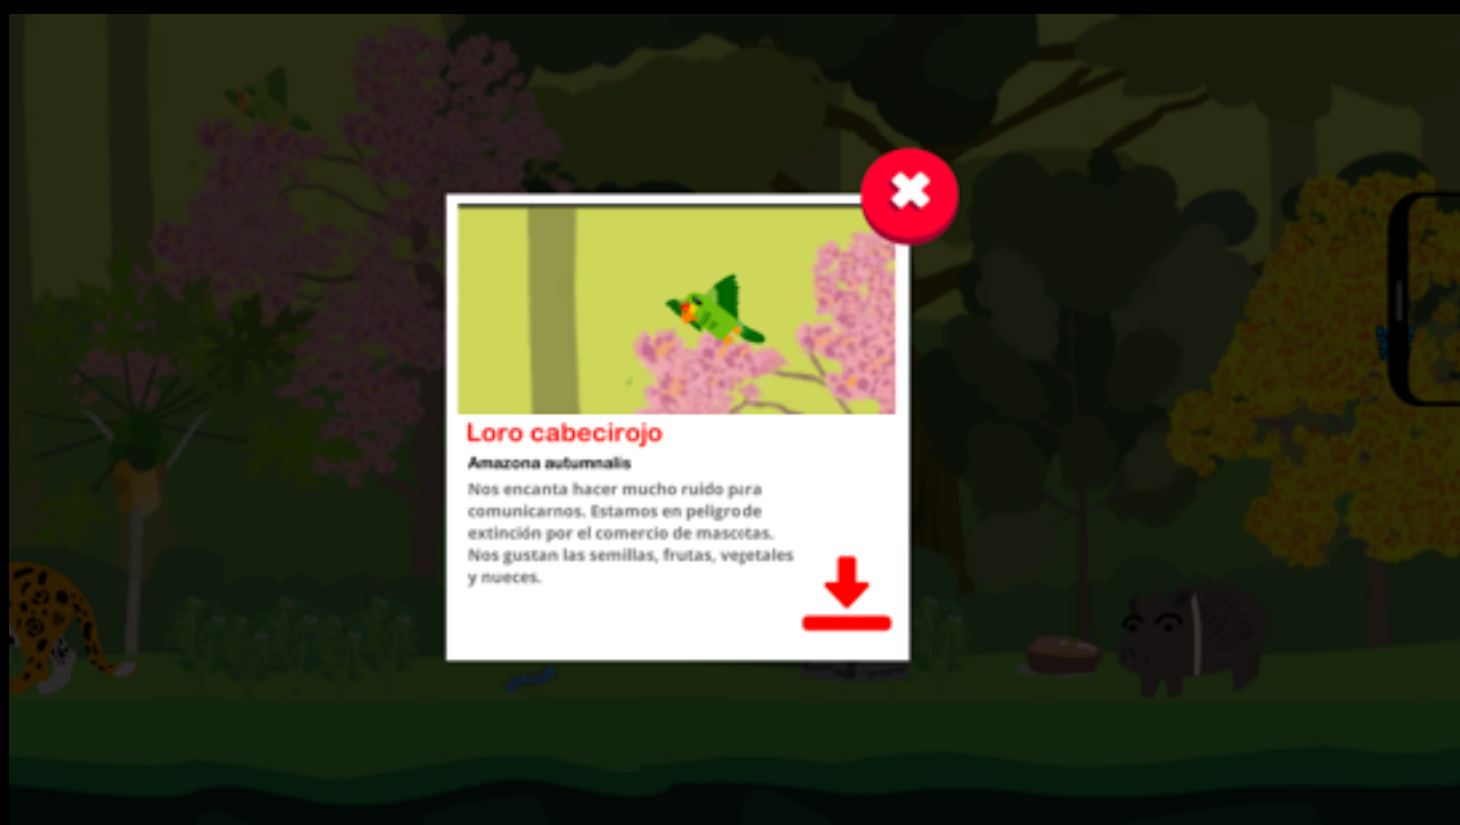 Loro cabecirojo
Amazona autumnalis
Nos encanta hacer mucho ruido para
comunicarnos. Estamos en peligro de
extinción por el comercio de mascotas.
Nos gustan las semillas, frutas, vegetales
y nueces.